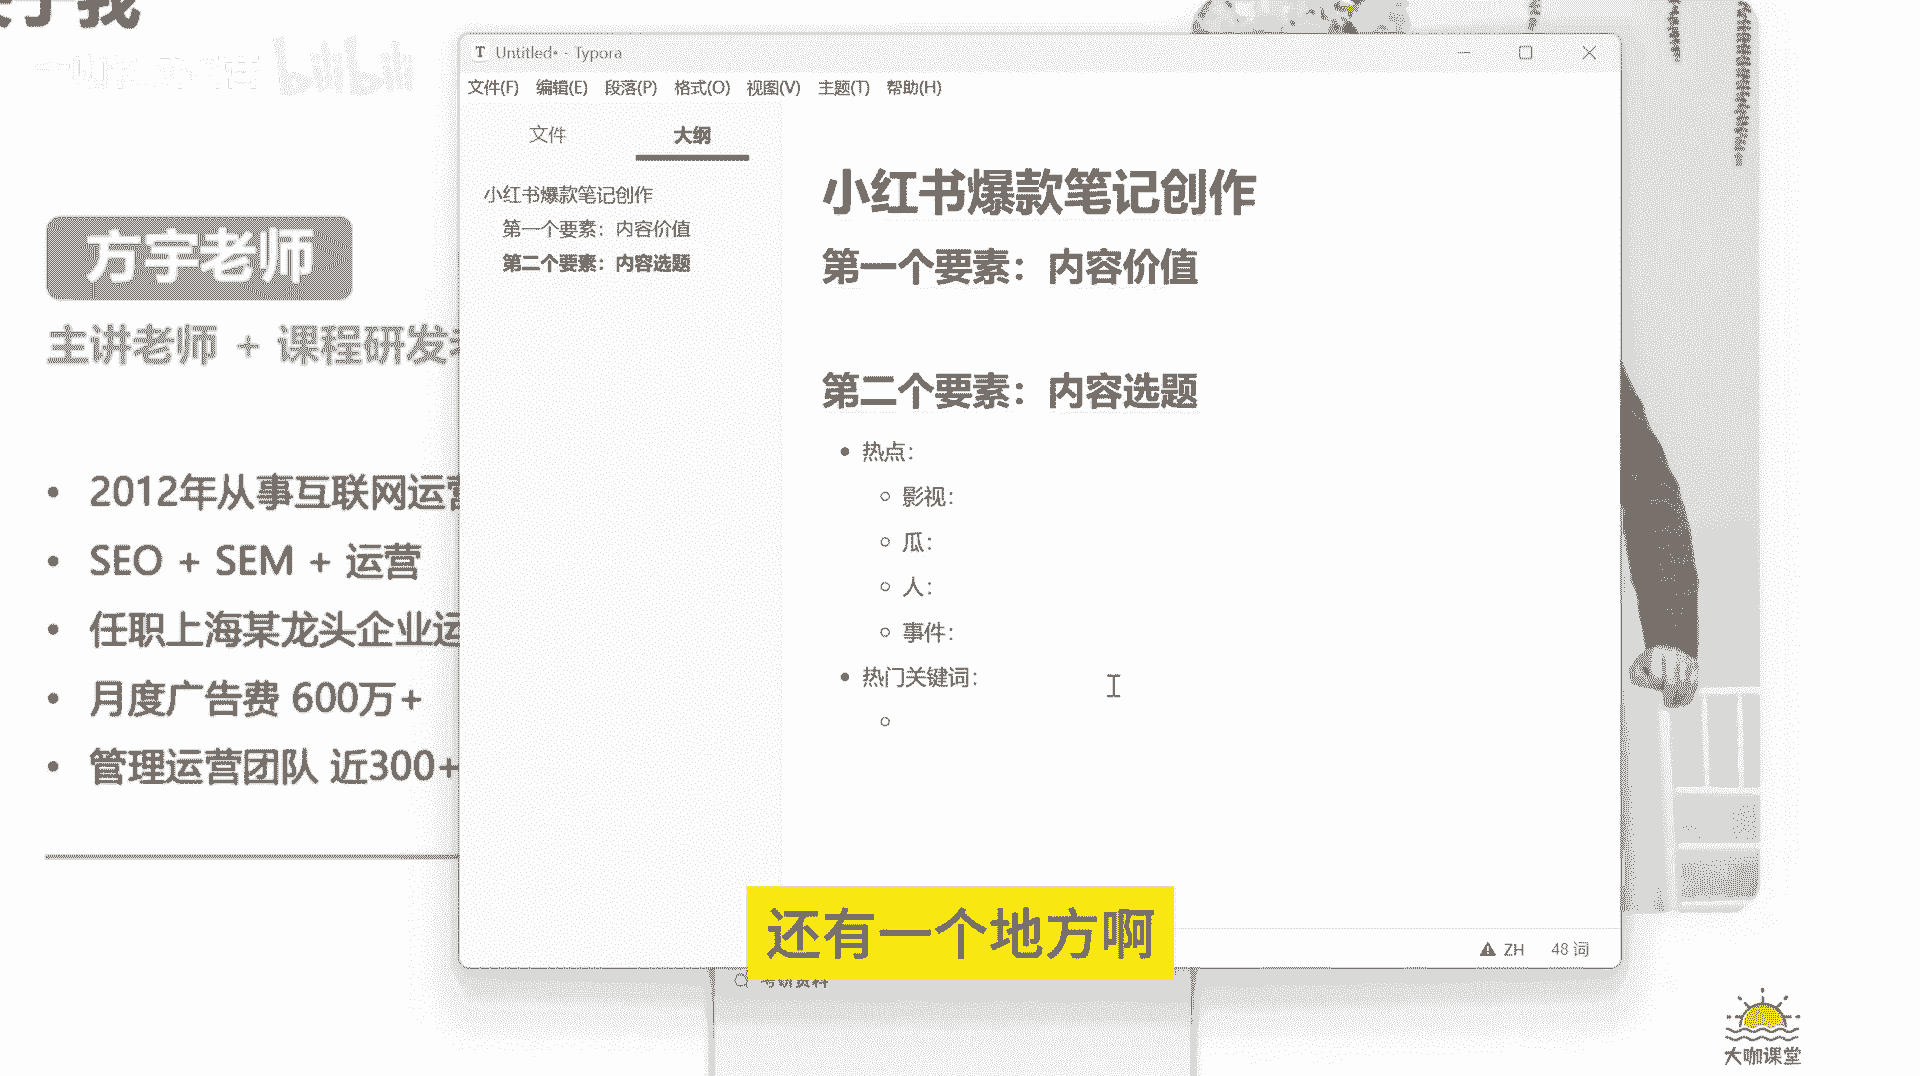 于我
bilibili
方宇老师
主讲老师 + 课程研发
2012年从事互联网运营
SEO + SEM + 运营
任职上海某龙头企业运
月度广告费 600万+
管理运营团队 近300+
Untitled• - Typora
文件(F) 编辑(E) 段落(P) 格式(O) 视图(V) 主题(T) 帮助(H)
文件 大纲
小红书爆款笔记创作
第一个要素：内容价值
第二个要素：内容选题
小红书爆款笔记创作
第一个要素：内容价值
第二个要素：内容选题
热点：
影视：
瓜：
人：
事件：
热门关键词：
ZH 48 词
还有一个地方啊
考研资料
大咖课堂